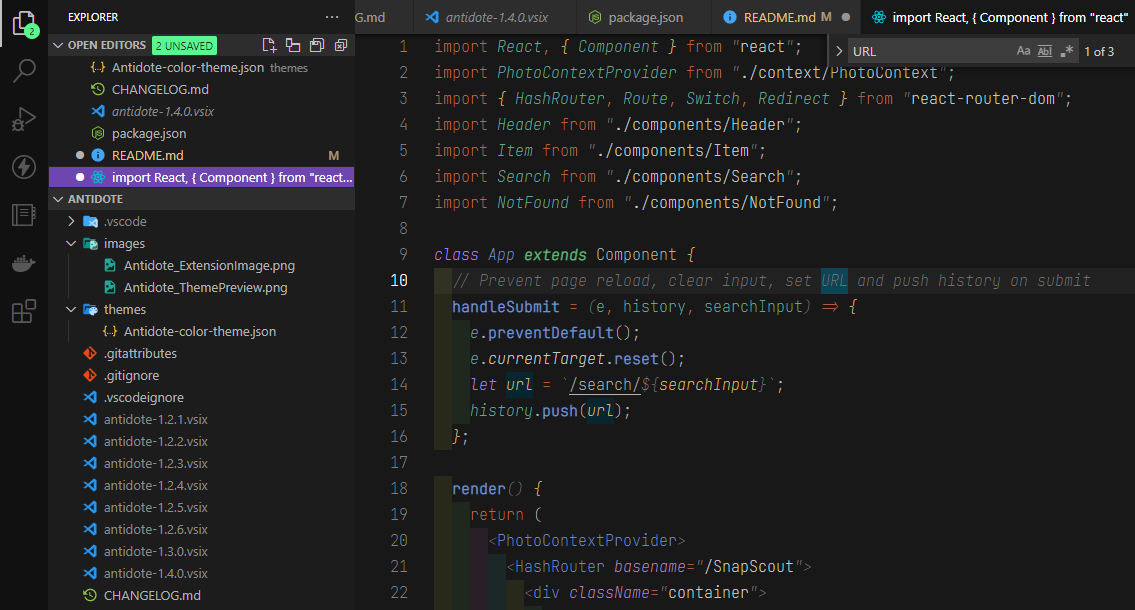 EXPLORER
OPEN EDITORS 2 UNSAVED
Antidote-color-theme.json themes
CHANGELOG.md
antidote-1.4.0.vsix
package.json
README.md M
import React, { Component } from "react...
ANTIDOTE
.vscode
images
Antidote_ExtensionImage.png
Antidote_ThemePreview.png
themes
Antidote-color-theme.json
.gitattributes
.gitignore
.vscodeignore
antidote-1.2.1.vsix
antidote-1.2.2.vsix
antidote-1.2.3.vsix
antidote-1.2.4.vsix
antidote-1.2.5.vsix
antidote-1.2.6.vsix
antidote-1.3.0.vsix
antidote-1.4.0.vsix
CHANGELOG.md
2
G.md antidote-1.4.0.vsix package.json README.md M import React, { Component } from "react"
URL Aa Abl .* 1 of 3
1 import React, { Component } from "react";
2 import PhotoContextProvider from "./context/PhotoContext";
3 import { HashRouter, Route, Switch, Redirect } from "react-router-dom";
4 import Header from "./components/Header";
5 import Item from "./components/Item";
6 import Search from "./components/Search";
7 import NotFound from "./components/NotFound";
8
9 class App extends Component {
10 // Prevent page reload, clear input, set URL and push history on submit
11 handleSubmit = (e, history, searchInput) => {
12 e.preventDefault();
13 e.currentTarget.reset();
14 let url = `/search/${searchInput}`;
15 history.push(url);
16 };
17
18 render() {
19 return (
20 <PhotoContextProvider>
21 <HashRouter basename="/SnapScout">
22 <div className="container">